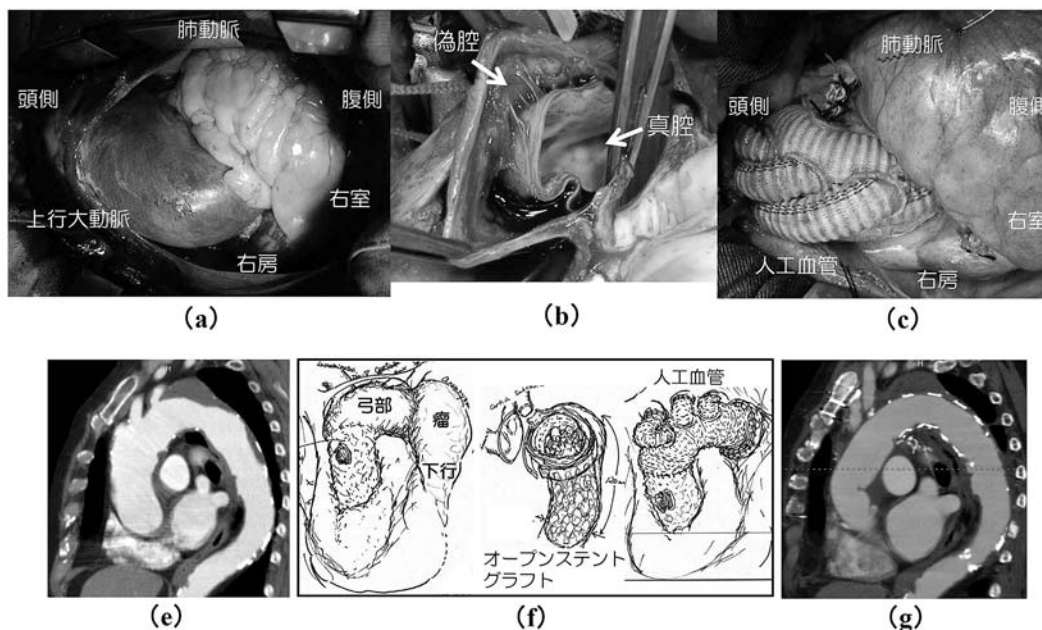 肺動脈
頭側
腹側
上行大動脈
右室
右房
(a)
偽腔
真腔
(b)
肺動脈
頭側
腹側
右室
人工血管
右房
(c)
(e)
弓部
瘤
下行
オープンステント
グラフト
人工血管
(f)
(g)